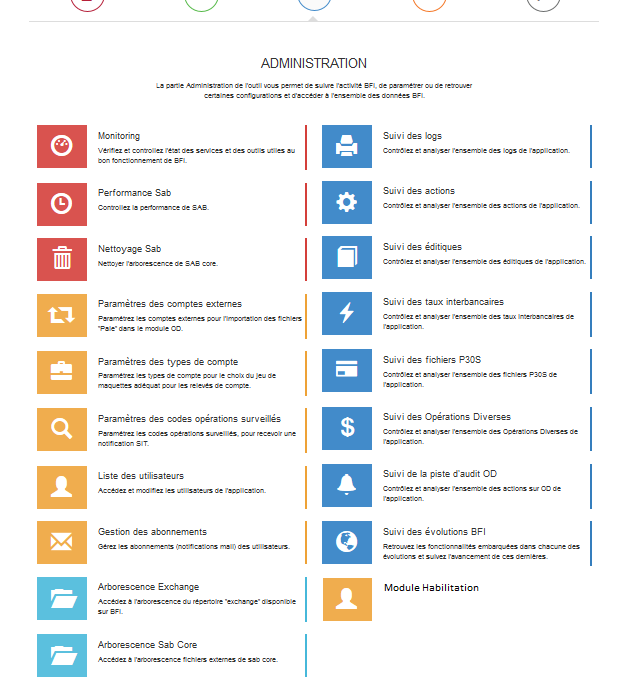 ADMINISTRATION
La partie Administration de l'outil vous permet de suivre l'activité BFI, de paramétrer ou de retrouver
certaines configurations et d'accéder à l'ensemble des données BFI.
Monitoring
Vérifiez et controllez l'état des services et des outils utiles au
bon fonctionnement de BFI.
Performance Sab
Controllez la performance de SAB.
Nettoyage Sab
Nettoyer l'arborescence de SAB core.
Paramètres des comptes externes
Paramétrez les comptes externes pour l'importation des fichiers
"Paie" dans le module OD.
Paramètres des types de compte
Paramétrez les types de compte pour le choix du jeu de
maquettes adéquat pour les relevés de compte.
Paramètres des codes opérations surveillés
Paramétrez les codes opérations surveillés, pour recevoir une
notification SIT.
Liste des utilisateurs
Accédez et modifiez les utilisateurs de l'application.
Gestion des abonnements
Gérez les abonnements (notifications mail) des utilisateurs.
Arborescence Exchange
Accédez à l'arborescence du répertoire "exchange" disponible
sur BFI.
Arborescence Sab Core
Accédez à l'arborescence fichiers externes de sab core.
Suivi des logs
Contrôlez et analyser l'ensemble des logs de l'application.
Suivi des actions
Contrôlez et analyser l'ensemble des actions de l'application.
Suivi des éditiques
Contrôlez et analyser l'ensemble des éditiques de l'application.
Suivi des taux interbancaires
Contrôlez et analyser l'ensemble des taux interbancaires de
l'application.
Suivi des fichiers P30S
Contrôlez et analyser l'ensemble des fichiers P30S de
l'application.
Suivi des Opérations Diverses
Contrôlez et analyser l'ensemble des Opérations Diverses de
l'application.
Suivi de la piste d'audit OD
Contrôlez et analyser l'ensemble des actions sur OD de
l'application.
Suivi des évolutions BFI
Retrouvez les fonctionnalités embarquées dans chacune des
évolutions et suivez l'avancement de ces dernières.
Module Habilitation